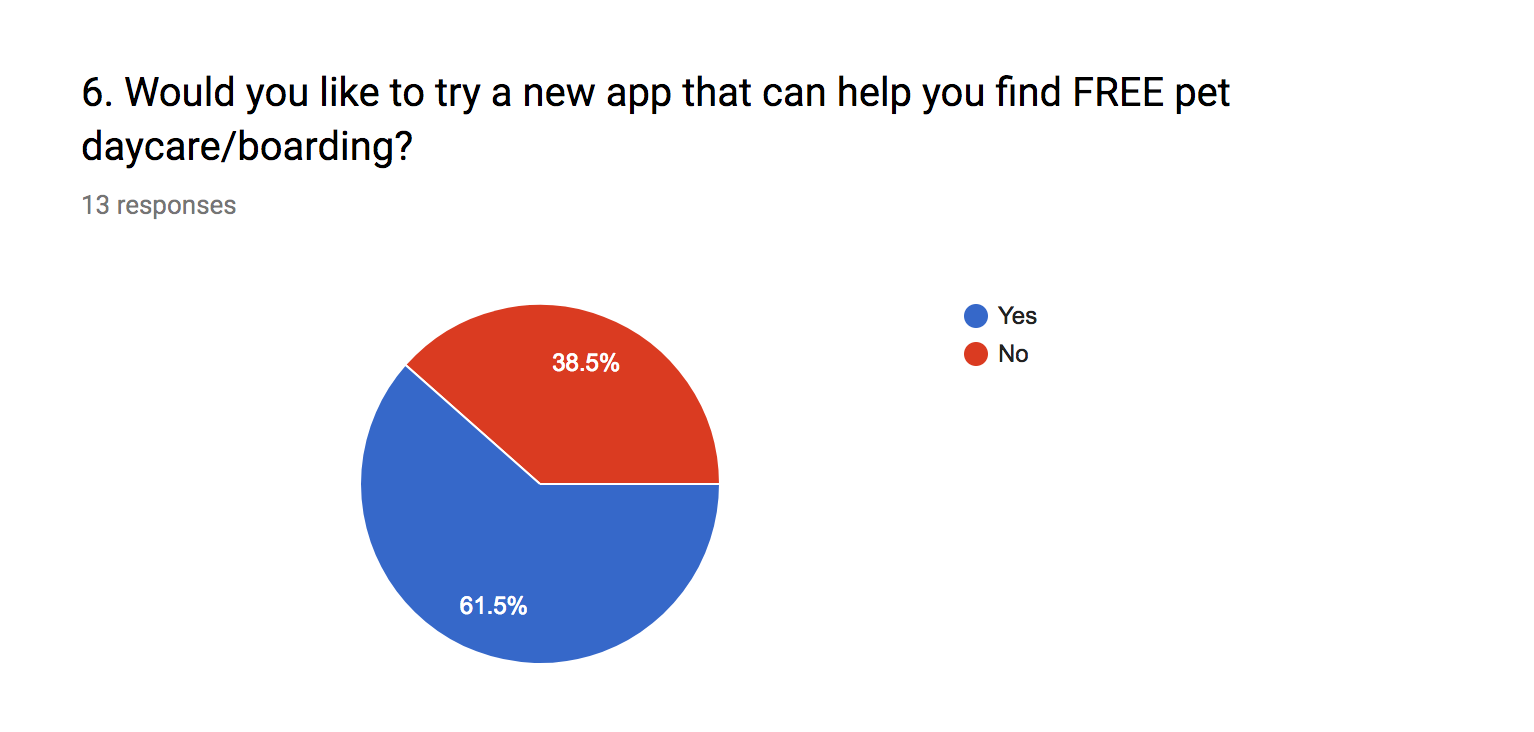 6. Would you like to try a new app that can help you find FREE pet
daycare/boarding?
13 responses
Yes
No
38.5%
61.5%